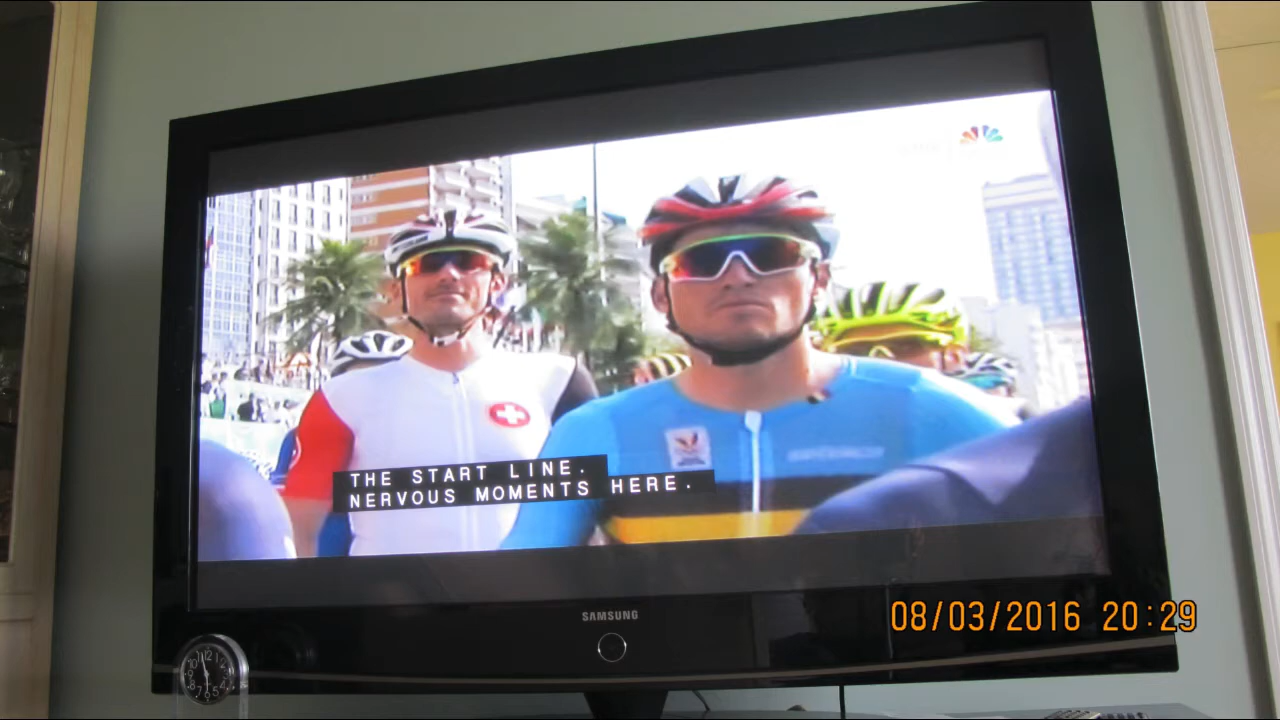 THE START LINE.
NERVOUS MOMENTS HERE.
SAMSUNG
08/03/2016 20:29